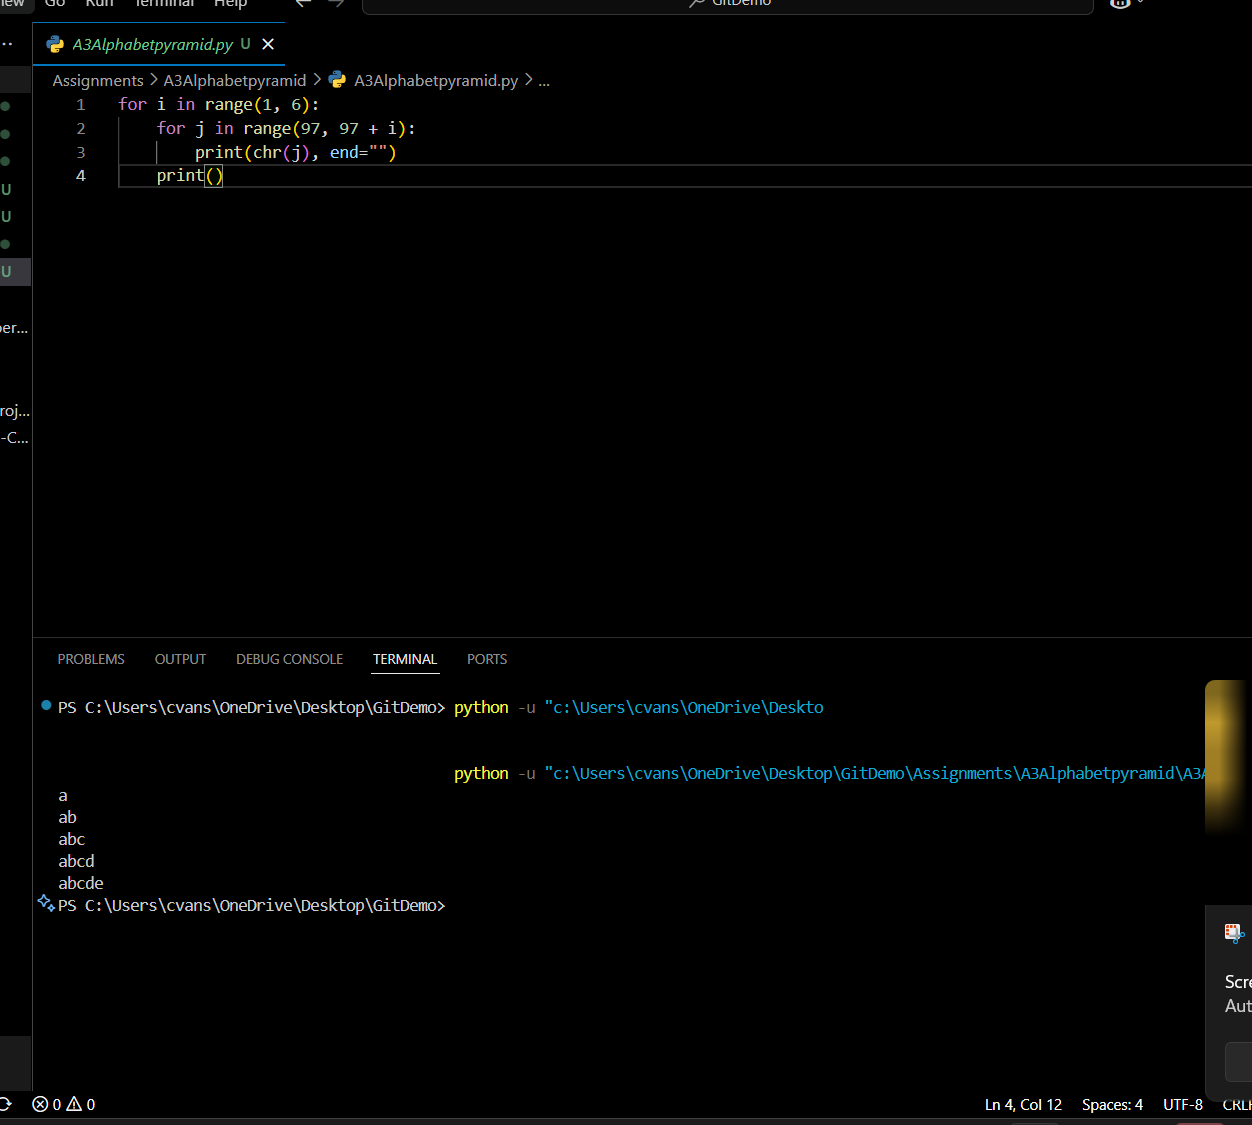 Go Run Terminal Help
GitDemo
A3Alphabetpyramid.py U
Assignments > A3Alphabetpyramid > A3Alphabetpyramid.py > ...
1 for i in range(1, 6):
2 for j in range(97, 97 + i):
3 print(chr(j), end="")
4 print()
U
U
U
PROBLEMS OUTPUT DEBUG CONSOLE TERMINAL PORTS
PS C:\Users\cvans\OneDrive\Desktop\GitDemo> python -u "c:\Users\cvans\OneDrive\Deskto
python -u "c:\Users\cvans\OneDrive\Desktop\GitDemo\Assignments\A3Alphabetpyramid\A3A
a
ab
abc
abcd
abcde
PS C:\Users\cvans\OneDrive\Desktop\GitDemo>
Scre
Aut
0 0
Ln 4, Col 12 Spaces: 4 UTF-8 CRLF